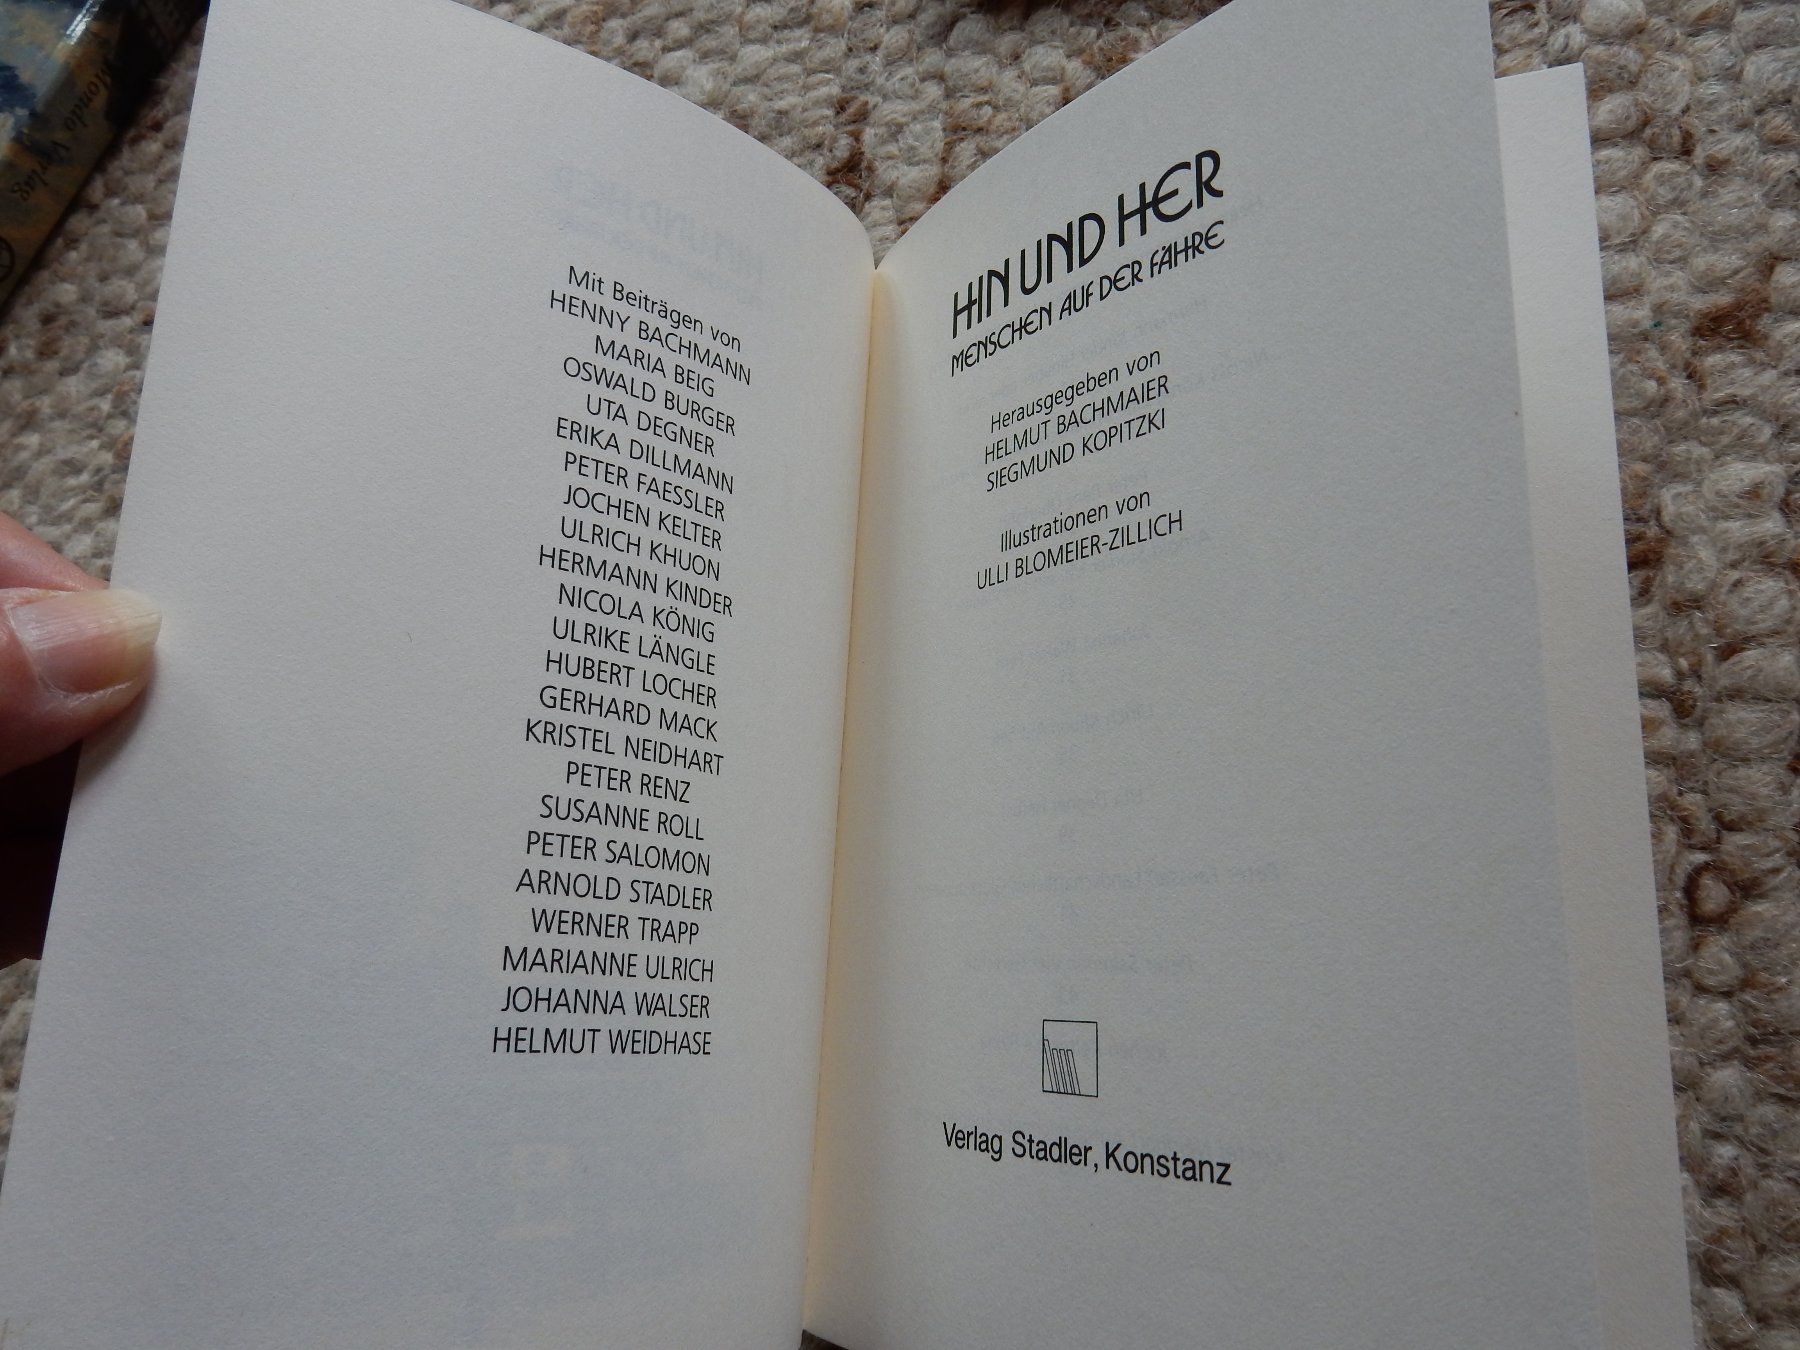 Mondo Verlag
Mit Beiträgen von
HENNY BACHMANN
MARIA BEIG
OSWALD BURGER
UTA DEGNER
ERIKA DILLMANN
PETER FAESSLER
JOCHEN KELTER
ULRICH KHUON
HERMANN KINDER
NICOLA KÖNIG
ULRIKE LÄNGLE
HUBERT LOCHER
GERHARD MACK
KRISTEL NEIDHART
PETER RENZ
SUSANNE ROLL
PETER SALOMON
ARNOLD STADLER
WERNER TRAPP
MARIANNE ULRICH
JOHANNA WALSER
HELMUT WEIDHASE
HIN UND HER
MENSCHEN AUF DER FÄHRE
Herausgegeben von
HELMUT BACHMAIER
SIEGMUND KOPITZKI
Illustrationen von
ULLI BLOMEIER-ZILLICH
Verlag Stadler, Konstanz